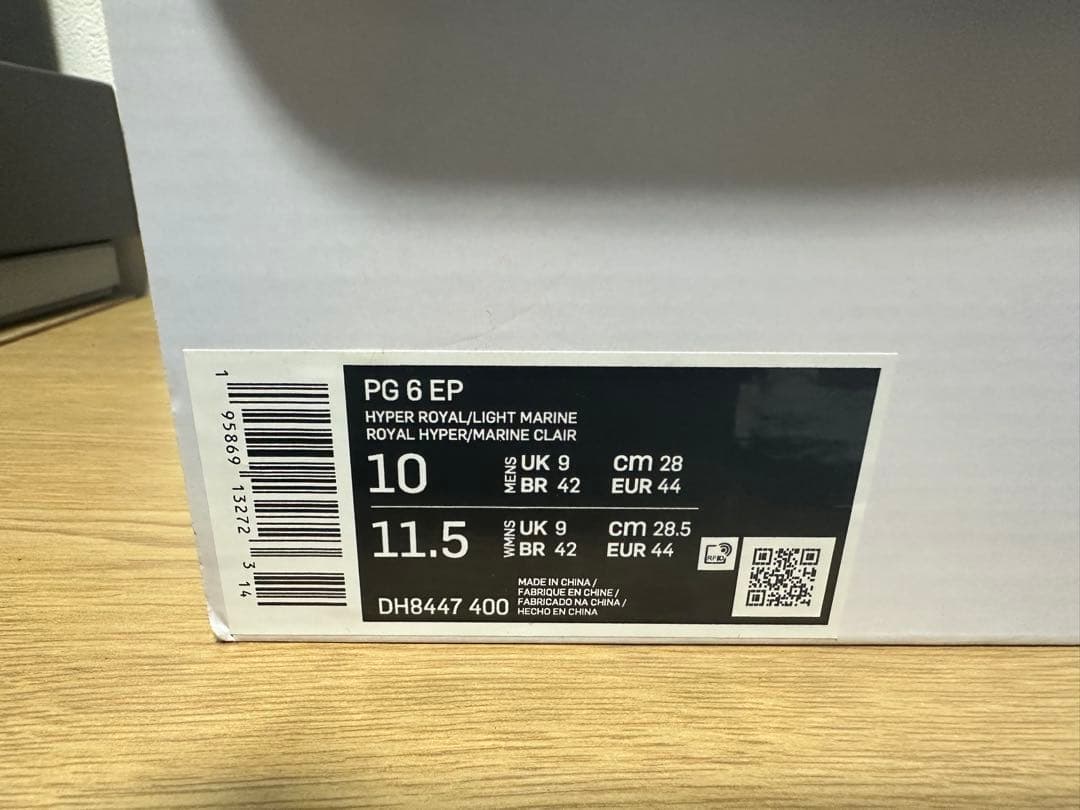 1 95869 13272 3 14
PG 6 EP
HYPER ROYAL/LIGHT MARINE
ROYAL HYPER/MARINE CLAIR
10 MENS UK 9 cm 28
BR 42 EUR 44
11.5 WMNS UK 9 cm 28.5
BR 42 EUR 44
RFID
DH8447 400
MADE IN CHINA /
FABRIQUE EN CHINE /
FABRICADO NA CHINA /
HECHO EN CHINA